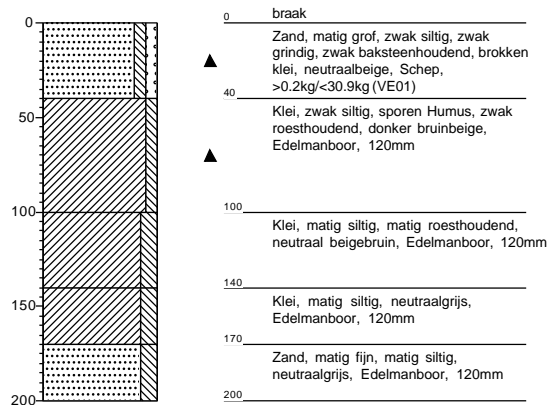 0
50
100
150
200
0
braak
Zand, matig grof, zwak siltig, zwak
grindig, zwak baksteenhoudend, brokken
klei, neutraalbeige, Schep,
>0.2kg/<30.9kg (VE01)
40
Klei, zwak siltig, sporen Humus, zwak
roesthoudend, donker bruinbeige,
Edelmanboor, 120mm
100
Klei, matig siltig, matig roesthoudend,
neutraal beigebruin, Edelmanboor, 120mm
140
Klei, matig siltig, neutraalgrijs,
Edelmanboor, 120mm
170
Zand, matig fijn, matig siltig,
neutraalgrijs, Edelmanboor, 120mm
200